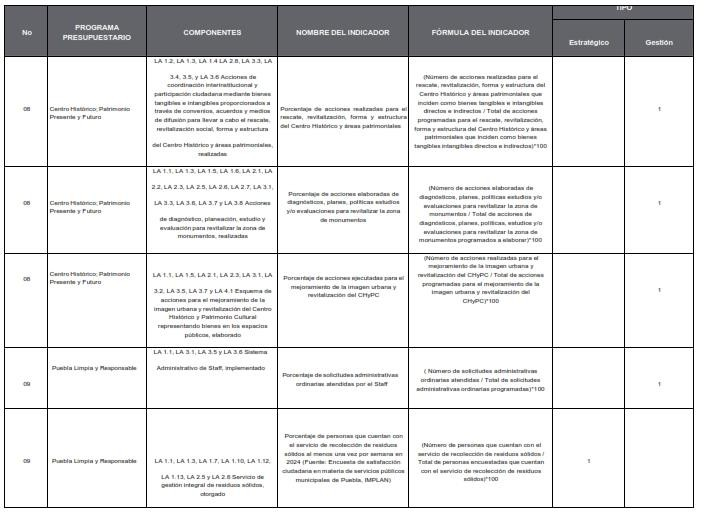 TIPO
No
PROGRAMA
PRESUPUESTARIO
COMPONENTES
NOMBRE DEL INDICADOR
FÓRMULA DEL INDICADOR
Estratégico
Gestión
08
Centro Histórico; Patrimonio
Presente y Futuro
LA 1.2, LA 1.3, LA 1.4 LA 2.8, LA 3.3, LA
3.4, 3.5, y LA 3.6 Acciones de
coordinación interinstitucional y
participación ciudadana mediante bienes
tangibles e intangibles proporcionados a
través de convenios, acuerdos y medios
de difusión para llevar a cabo el rescate,
revitalización social, forma y estructura
del Centro Histórico y áreas patrimoniales,
realizadas
Porcentaje de acciones realizadas para el
rescate, revitalización, forma y estructura
del Centro Histórico y áreas patrimoniales
(Número de acciones realizadas para el
rescate, revitalización, forma y estructura del
Centro Histórico y áreas patrimoniales que
inciden como bienes tangibles e intangibles
directos e indirectos / Total de acciones
programadas para el rescate, revitalización,
forma y estructura del Centro Histórico y áreas
patrimoniales que inciden como bienes
tangibles intangibles directos e indirectos)*100
1
08
Centro Histórico; Patrimonio
Presente y Futuro
LA 1.1, LA 1.3, LA 1.5, LA 1.6, LA 2.1, LA
2.2, LA 2.3, LA 2.5, LA 2.6, LA 2.7, LA 3.1,
LA 3.3, LA 3.6, LA 3.7 y LA 3.8 Acciones
de diagnóstico, planeación, estudio y
evaluación para revitalizar la zona de
monumentos, realizadas
Porcentaje de acciones elaboradas de
diagnósticos, planes, políticas estudios
y/o evaluaciones para revitalizar la zona
de monumentos
(Número de acciones elaboradas de
diagnósticos, planes, políticas estudios y/o
evaluaciones para revitalizar la zona de
monumentos / Total de acciones de
diagnósticos, planes, políticas, estudios y/o
evaluaciones para revitalizar la zona de
monumentos programados a elaborar)*100
1
08
Centro Histórico; Patrimonio
Presente y Futuro
LA 1.1, LA 1.5, LA 2.1, LA 2.3, LA 3.1, LA
3.2, LA 3.5, LA 3.7 y LA 4.1 Esquema de
acciones para el mejoramiento de la
imagen urbana y revitalización del Centro
Histórico y Patrimonio Cultural
representando bienes en los espacios
públicos, elaborado
Porcentaje de acciones ejecutadas para el
mejoramiento de la imagen urbana y
revitalización del CHyPC
(Número de acciones realizadas para el
mejoramiento de la imagen urbana y
revitalización del CHyPC / Total de acciones
programadas para el mejoramiento de la
imagen urbana y revitalización del
CHyPC)*100
1
09
Puebla Limpia y Responsable
LA 1.1, LA 3.1, LA 3.5 y LA 3.6 Sistema
Administrativo de Staff, implementado
Porcentaje de solicitudes administrativas
ordinarias atendidas por el Staff
( Número de solicitudes administrativas
ordinarias atendidas / Total de solicitudes
administrativas ordinarias programadas)*100
1
09
Puebla Limpia y Responsable
LA 1.1, LA 1.3, LA 1.7, LA 1.10, LA 1.12,
LA 1.13, LA 2.5 y LA 2.6 Servicio de
gestión integral de residuos sólidos,
otorgado
Porcentaje de personas que cuentan con
el servicio de recolección de residuos
sólidos al menos una vez por semana en
2024 (Fuente: Encuesta de satisfacción
ciudadana en materia de servicios públicos
municipales de Puebla, IMPLAN)
(Número de personas que cuentan con el
servicio de recolección de residuos sólidos /
Total de personas encuestadas que cuentan
con el servicio de recolección de residuos
sólidos)*100
1